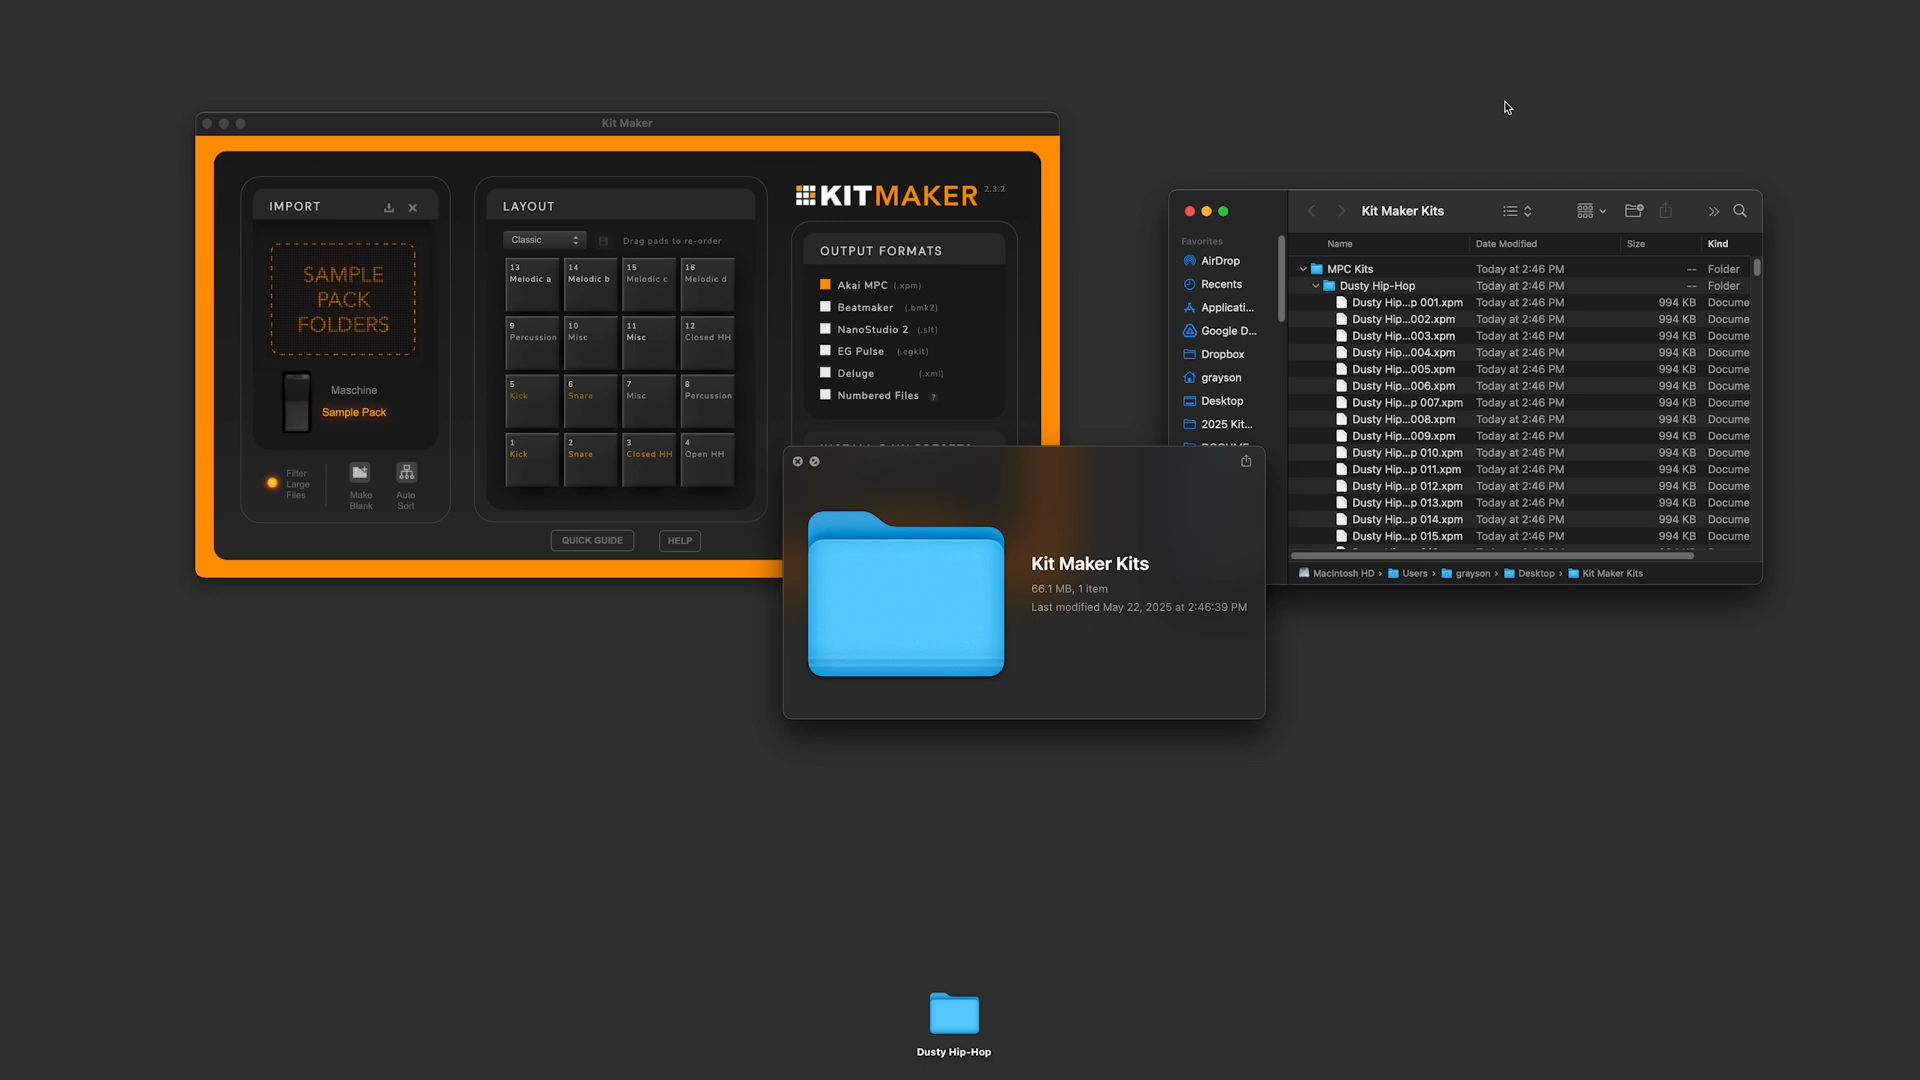 Kit Maker
IMPORT
SAMPLE
PACK
FOLDERS
Maschine
Sample Pack
Filter
Large
Files
Make
Blank
Auto
Sort
LAYOUT
Classic
Drag pads to re-order
13
Melodic a
14
Melodic b
15
Melodic c
16
Melodic d
9
Percussion
10
Misc
11
Misc
12
Closed HH
5
Kick
6
Snare
7
Misc
8
Percussion
1
Kick
2
Snare
3
Closed HH
4
Open HH
QUICK GUIDE
HELP
KITMAKER 2.3.2
OUTPUT FORMATS
Akai MPC (.xpm)
Beatmaker (.bmk2)
NanoStudio 2 (.slt)
EG Pulse (.egkit)
Deluge (.xml)
Numbered Files ?
Kit Maker Kits
66.1 MB, 1 item
Last modified May 22, 2025 at 2:46:39 PM
Favorites
AirDrop
Recents
Applicati...
Google D...
Dropbox
grayson
Desktop
2025 Kit...
Kit Maker Kits
Name Date Modified Size Kind
MPC Kits Today at 2:46 PM -- Folder
Dusty Hip-Hop Today at 2:46 PM -- Folder
Dusty Hip...p 001.xpm Today at 2:46 PM 994 KB Docume
Dusty Hip...002.xpm Today at 2:46 PM 994 KB Docume
Dusty Hip...003.xpm Today at 2:46 PM 994 KB Docume
Dusty Hip...004.xpm Today at 2:46 PM 994 KB Docume
Dusty Hip...005.xpm Today at 2:46 PM 994 KB Docume
Dusty Hip...006.xpm Today at 2:46 PM 994 KB Docume
Dusty Hip...p 007.xpm Today at 2:46 PM 994 KB Docume
Dusty Hip...008.xpm Today at 2:46 PM 994 KB Docume
Dusty Hip...009.xpm Today at 2:46 PM 994 KB Docume
Dusty Hip...p 010.xpm Today at 2:46 PM 994 KB Docume
Dusty Hip...p 011.xpm Today at 2:46 PM 994 KB Docume
Dusty Hip...p 012.xpm Today at 2:46 PM 994 KB Docume
Dusty Hip...p 013.xpm Today at 2:46 PM 994 KB Docume
Dusty Hip...p 014.xpm Today at 2:46 PM 994 KB Docume
Dusty Hip...p 015.xpm Today at 2:46 PM 994 KB Docume
Macintosh HD › Users › grayson › Desktop › Kit Maker Kits
Dusty Hip-Hop